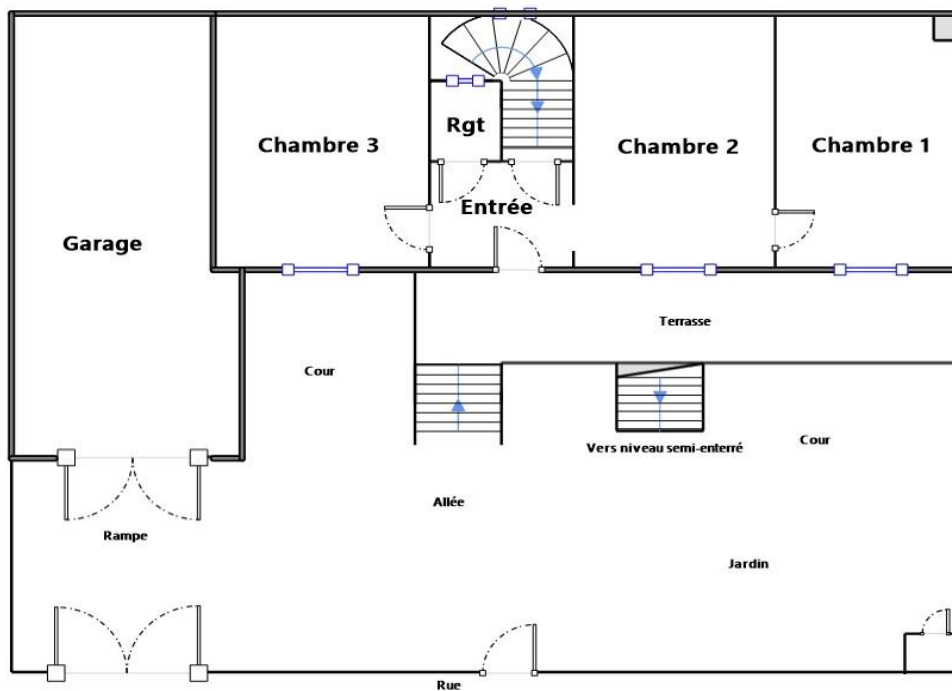 Rgt
Chambre 3
Chambre 2
Chambre 1
Entrée
Garage
Terrasse
Cour
Cour
Vers niveau semi-enterré
Allée
Rampe
Jardin
Rue